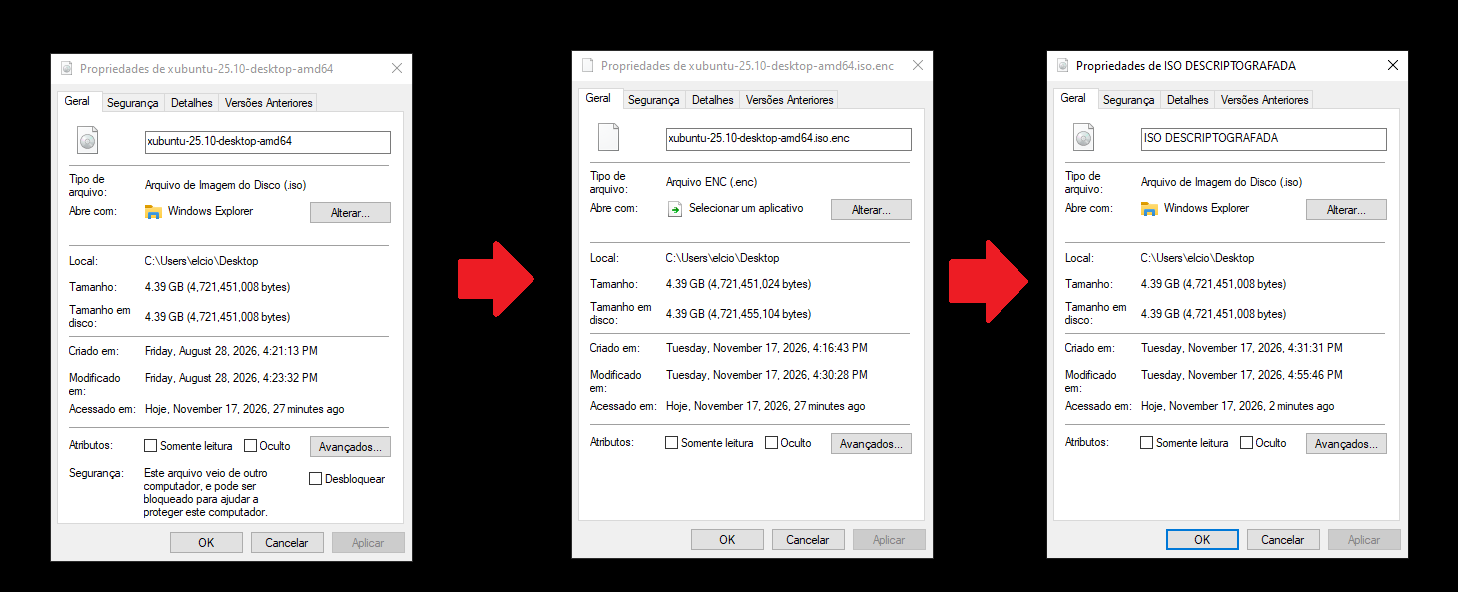 Propriedades de xubuntu-25.10-desktop-amd64
Geral Segurança Detalhes Versões Anteriores
xubuntu-25.10-desktop-amd64
Tipo de
arquivo:
Arquivo de Imagem do Disco (.iso)
Abre com: Windows Explorer Alterar...
Local: C:\Users\elcio\Desktop
Tamanho: 4.39 GB (4,721,451,008 bytes)
Tamanho em
disco:
4.39 GB (4,721,451,008 bytes)
Criado em: Friday, August 28, 2026, 4:21:13 PM
Modificado
em:
Friday, August 28, 2026, 4:23:32 PM
Acessado em: Hoje, November 17, 2026, 27 minutes ago
Atributos: Somente leitura Oculto Avançados...
Segurança: Este arquivo veio de outro
computador, e pode ser
bloqueado para ajudar a
proteger este computador.
Desbloquear
OK Cancelar Aplicar
Propriedades de xubuntu-25.10-desktop-amd64.iso.enc
Geral Segurança Detalhes Versões Anteriores
xubuntu-25.10-desktop-amd64.iso.enc
Tipo de
arquivo:
Arquivo ENC (.enc)
Abre com: Selecionar um aplicativo Alterar...
Local: C:\Users\elcio\Desktop
Tamanho: 4.39 GB (4,721,451,024 bytes)
Tamanho em
disco:
4.39 GB (4,721,455,104 bytes)
Criado em: Tuesday, November 17, 2026, 4:16:43 PM
Modificado
em:
Tuesday, November 17, 2026, 4:30:28 PM
Acessado em: Hoje, November 17, 2026, 27 minutes ago
Atributos: Somente leitura Oculto Avançados...
OK Cancelar Aplicar
Propriedades de ISO DESCRIPTOGRAFADA
Geral Segurança Detalhes Versões Anteriores
ISO DESCRIPTOGRAFADA
Tipo de
arquivo:
Arquivo de Imagem do Disco (.iso)
Abre com: Windows Explorer Alterar...
Local: C:\Users\elcio\Desktop
Tamanho: 4.39 GB (4,721,451,008 bytes)
Tamanho em
disco:
4.39 GB (4,721,451,008 bytes)
Criado em: Tuesday, November 17, 2026, 4:31:31 PM
Modificado
em:
Tuesday, November 17, 2026, 4:55:46 PM
Acessado em: Hoje, November 17, 2026, 2 minutes ago
Atributos: Somente leitura Oculto Avançados...
OK Cancelar Aplicar